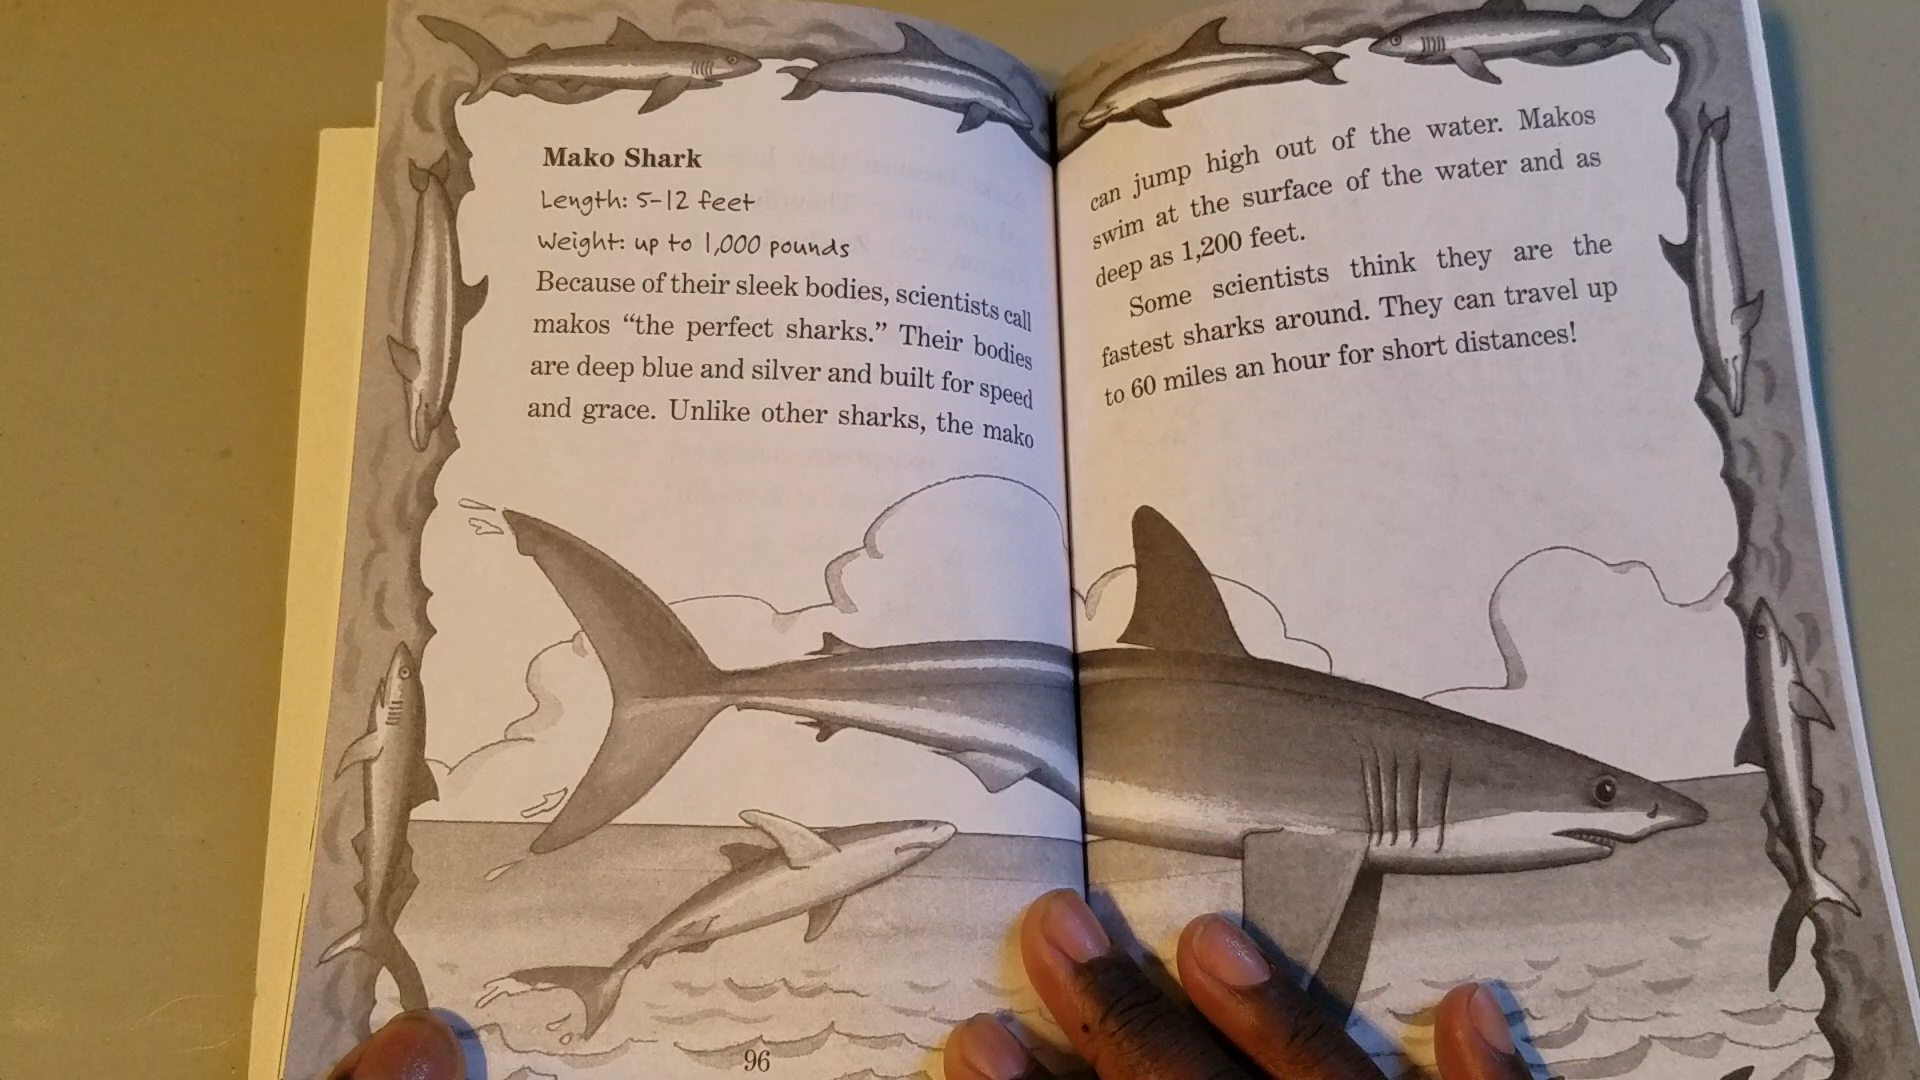 Mako Shark
Length: 5-12 feet
Weight: up to 1,000 pounds
Because of their sleek bodies, scientists call
makos “the perfect sharks.” Their bodies
are deep blue and silver and built for speed
and grace. Unlike other sharks, the mako
96
can jump high out of the water. Makos
swim at the surface of the water and as
deep as 1,200 feet.
Some scientists think they are the
fastest sharks around. They can travel up
to 60 miles an hour for short distances!